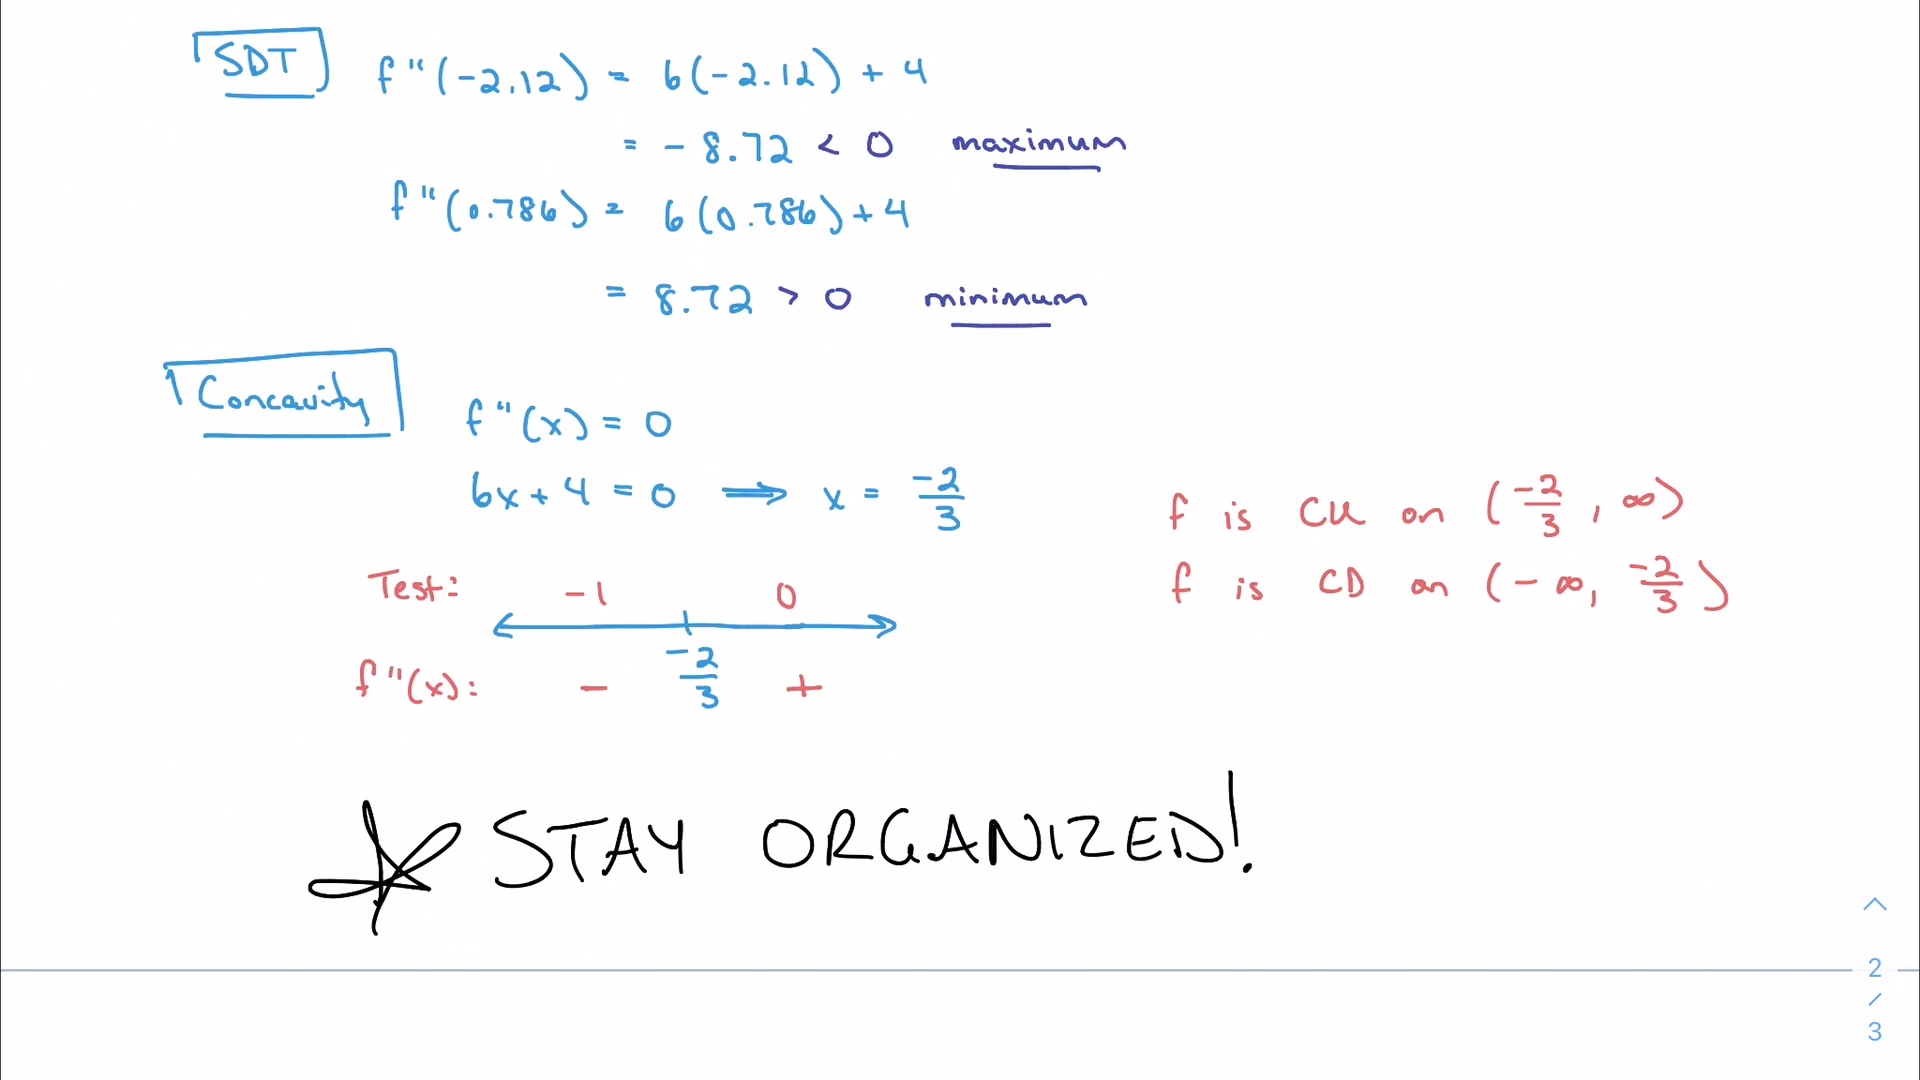 SDT f"(-2.12) = 6(-2.12) + 4
= -8.72 < 0 maximum
f"(0.786) = 6(0.786)+4
= 8.72 > 0 minimum
Concavity
f"(x) = 0
6x+4 = 0 ⟹ x = -2/3
f is CU on (-2/3, ∞)
f is CD on (-∞, -2/3)
Test: -1 0
-2/3
f"(x): - +
STAY ORGANIZED!
2
/
3